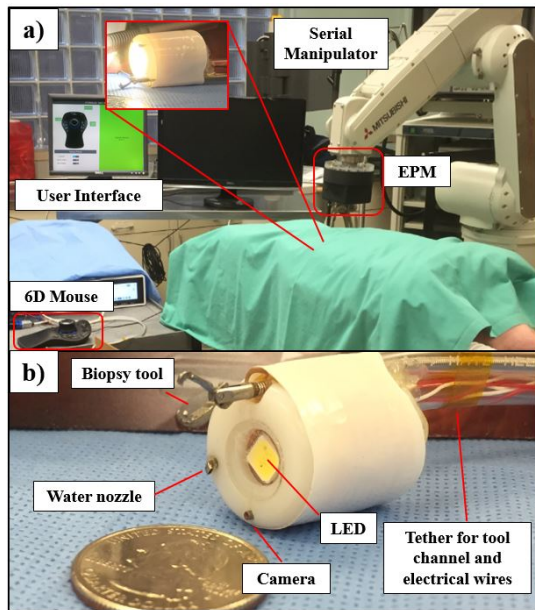 a)
Serial
Manipulator
MITSUBISHI
EPM
User Interface
6D Mouse
b)
Biopsy tool
Water nozzle
LED
Camera
Tether for tool
channel and
electrical wires